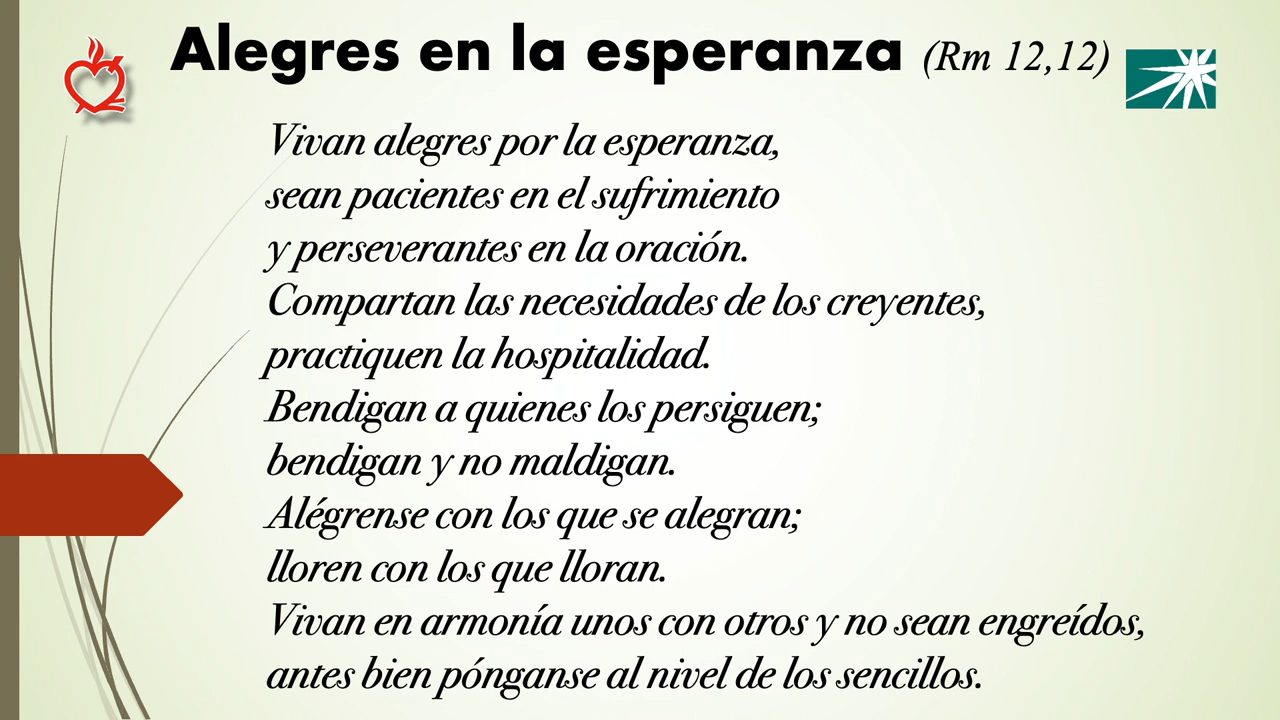 Alegres en la esperanza (Rm 12,12)
Vivan alegres por la esperanza,
sean pacientes en el sufrimiento
y perseverantes en la oración.
Compartan las necesidades de los creyentes,
practiquen la hospitalidad.
Bendigan a quienes los persiguen;
bendigan y no maldigan.
Alégrense con los que se alegran;
lloren con los que lloran.
Vivan en armonía unos con otros y no sean engreídos,
antes bien pónganse al nivel de los sencillos.